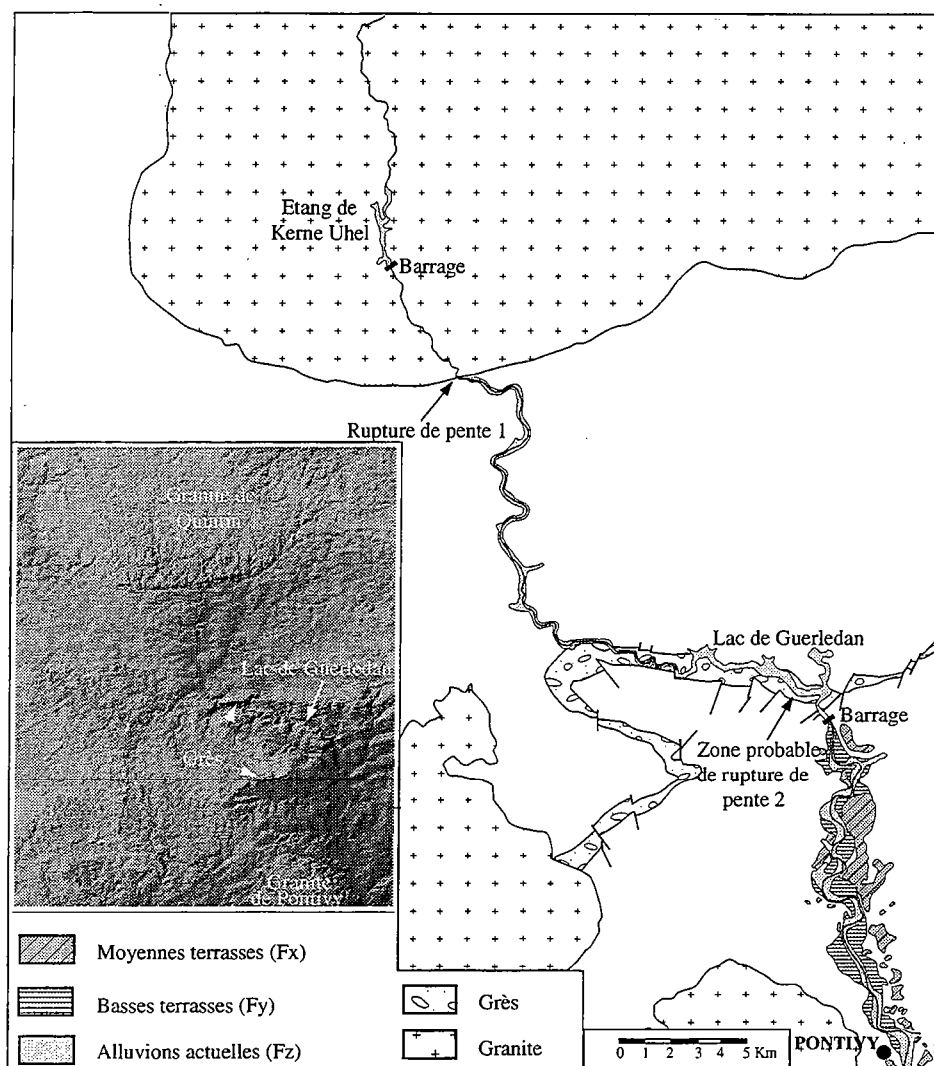 Etang de
Kerne Uhel
Barrage
Rupture de pente 1
Granite de
Quintin
Lac de Guerledan
Grès
Granite
de Pontivy
Lac de Guerledan
Barrage
Zone probable
de rupture de
pente 2
Moyennes terrasses (Fx)
Basses terrasses (Fy)
Alluvions actuelles (Fz)
Grès
Granite
0 1 2 3 4 5 Km
PONTIVY